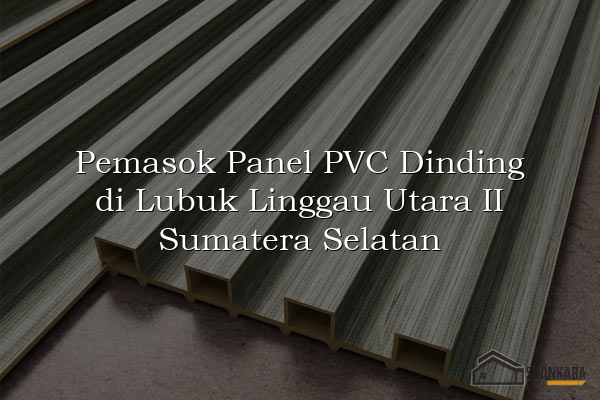 Pemasok Panel PVC Dinding
di Lubuk Linggau Utara II
Sumatera Selatan